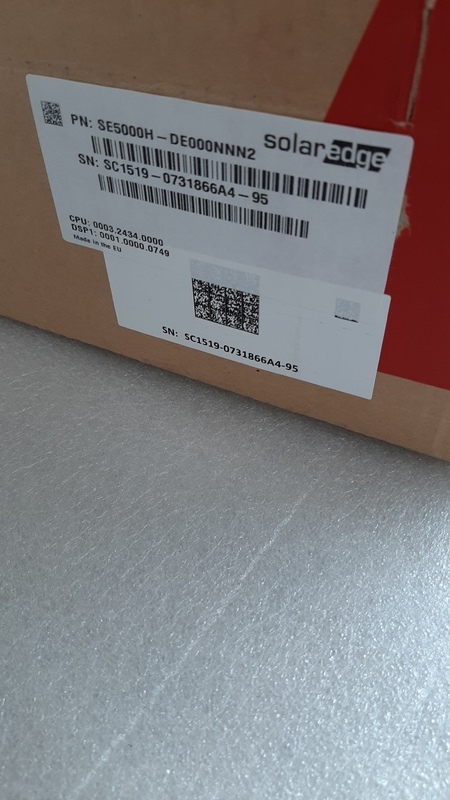 PN: SE5000H-DE000NNN2
solaredge
SN: SC1519-0731866A4-95
CPU: 0003.2434.0000
DSP1: 0001.0000.0749
Made in the EU
SN: SC1519-0731866A4-95